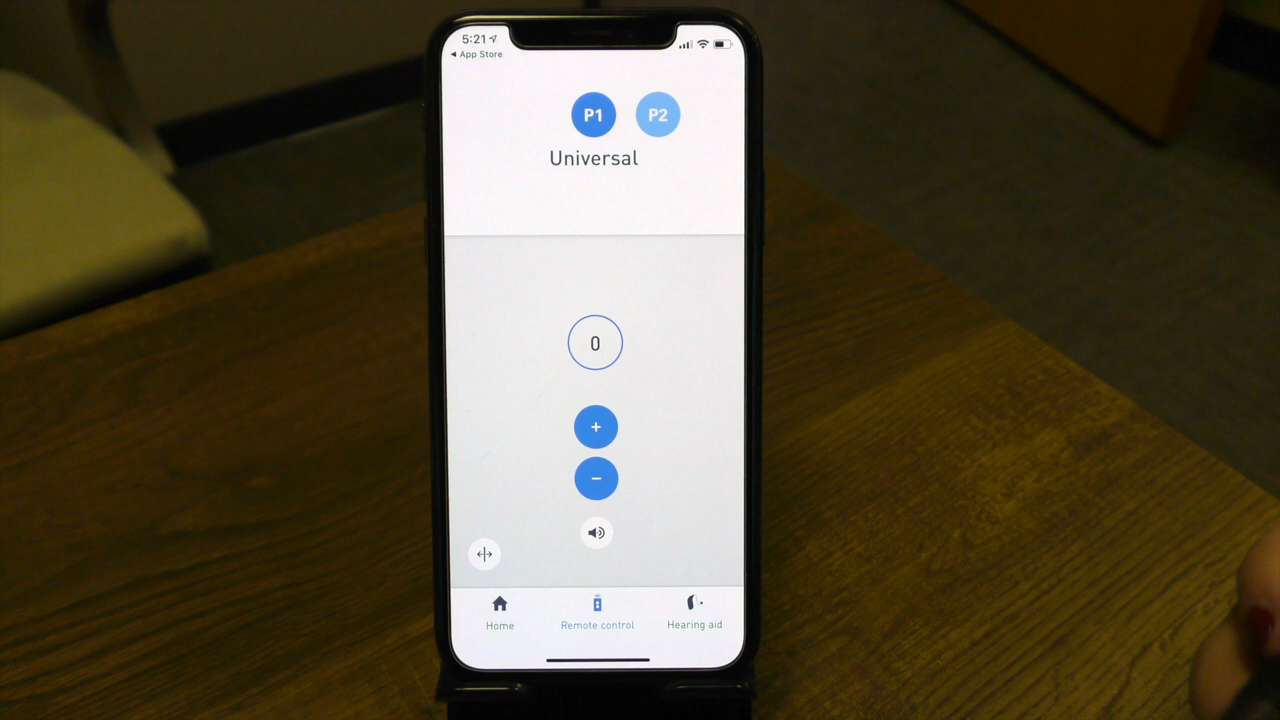 5:21
◀ App Store
P1 P2
Universal
0
+
−
Home Remote control Hearing aid